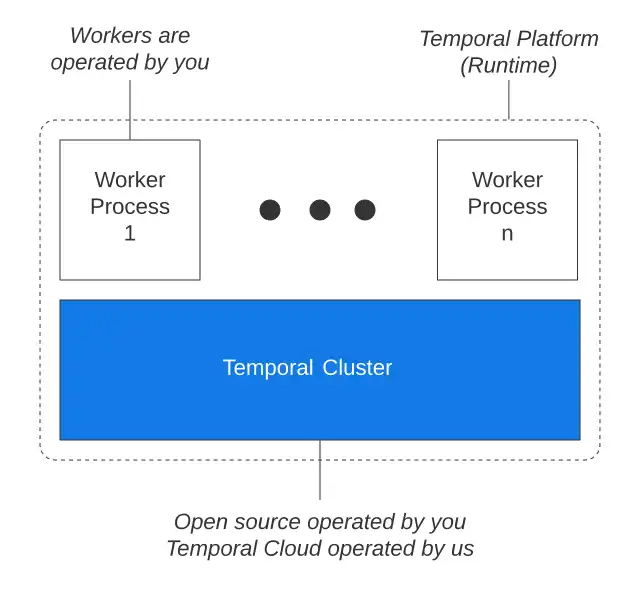 Workers are
operated by you
Temporal Platform
(Runtime)
Worker
Process
1
Worker
Process
n
Temporal Cluster
Open source operated by you
Temporal Cloud operated by us